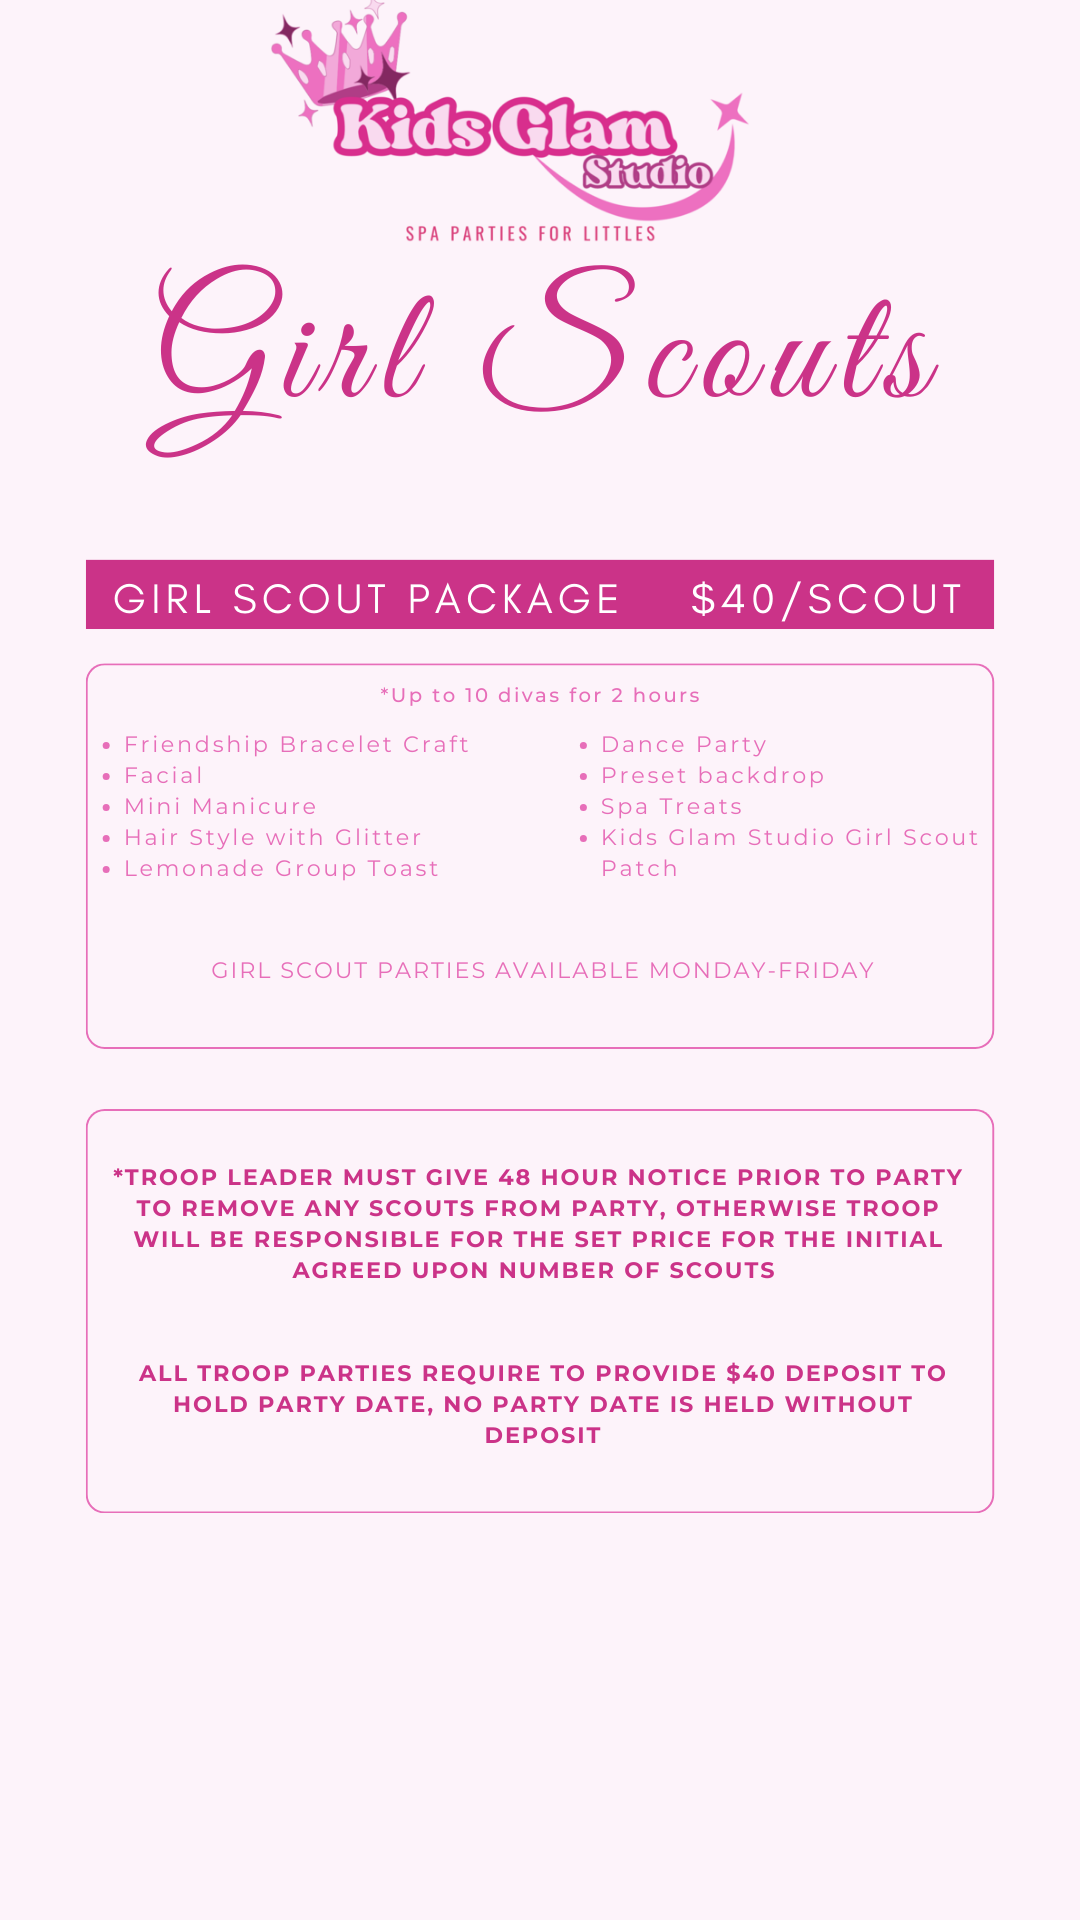 Kids Glam
Studio
SPA PARTIES FOR LITTLES
Girl Scouts
GIRL SCOUT PACKAGE $40/SCOUT
*Up to 10 divas for 2 hours
• Friendship Bracelet Craft
• Facial
• Mini Manicure
• Hair Style with Glitter
• Lemonade Group Toast
• Dance Party
• Preset backdrop
• Spa Treats
• Kids Glam Studio Girl Scout
Patch
GIRL SCOUT PARTIES AVAILABLE MONDAY-FRIDAY
*TROOP LEADER MUST GIVE 48 HOUR NOTICE PRIOR TO PARTY
TO REMOVE ANY SCOUTS FROM PARTY, OTHERWISE TROOP
WILL BE RESPONSIBLE FOR THE SET PRICE FOR THE INITIAL
AGREED UPON NUMBER OF SCOUTS
ALL TROOP PARTIES REQUIRE TO PROVIDE $40 DEPOSIT TO
HOLD PARTY DATE, NO PARTY DATE IS HELD WITHOUT
DEPOSIT